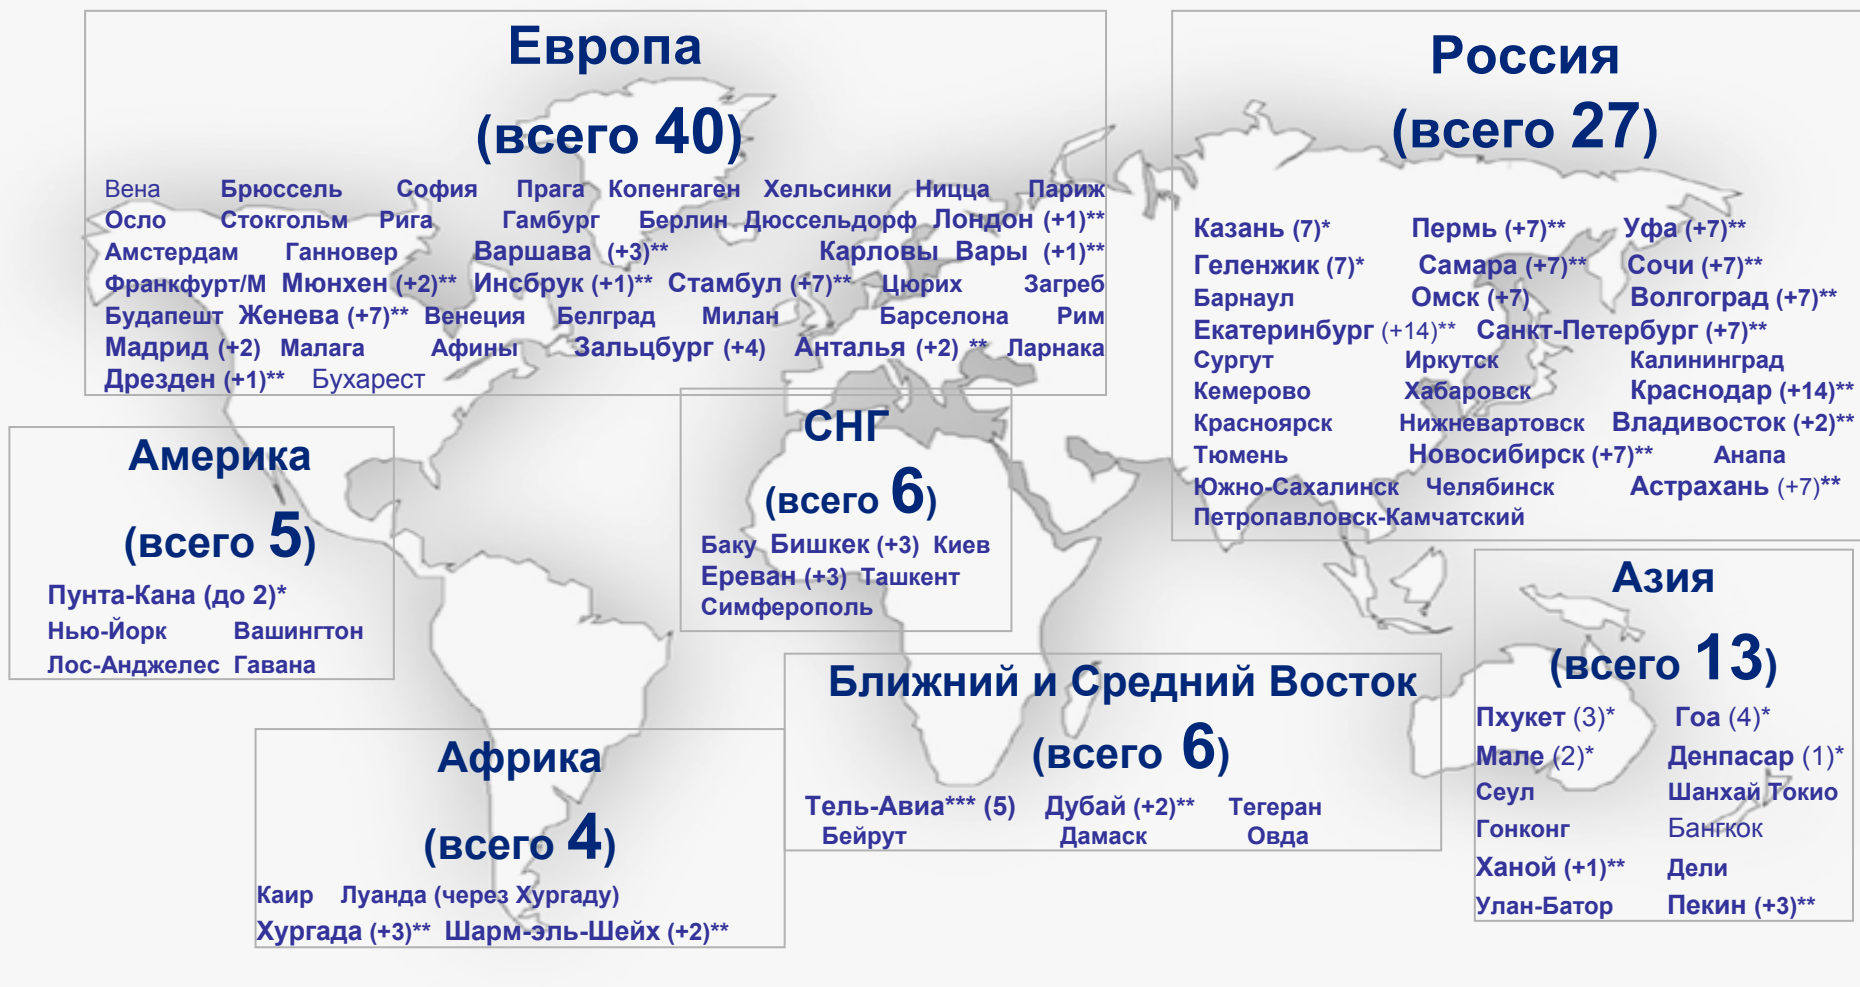 Европа
(всего 40)
Вена Брюссель София Прага Копенгаген Хельсинки Ницца Париж
Осло Стокгольм Рига Гамбург Берлин Дюссельдорф Лондон (+1)**
Амстердам Ганновер Варшава (+3)** Карловы Вары (+1)**
Франкфурт/М Мюнхен (+2)** Инсбрук (+1)** Стамбул (+7)** Цюрих Загреб
Будапешт Женева (+7)** Венеция Белград Милан Барселона Рим
Мадрид (+2) Малага Афины Зальцбург (+4) Анталья (+2) ** Ларнака
Дрезден (+1)** Бухарест
Россия
(всего 27)
Казань (7)* Пермь (+7)** Уфа (+7)**
Геленжик (7)* Самара (+7)** Сочи (+7)**
Барнаул Омск (+7) Волгоград (+7)**
Екатеринбург (+14)** Санкт-Петербург (+7)**
Сургут Иркутск Калининград
Кемерово Хабаровск Краснодар (+14)**
Красноярск Нижневартовск Владивосток (+2)**
Тюмень Новосибирск (+7)** Анапа
Южно-Сахалинск Челябинск Астрахань (+7)**
Петропавловск-Камчатский
СНГ
(всего 6)
Баку Бишкек (+3) Киев
Ереван (+3) Ташкент
Симферополь
Америка
(всего 5)
Пунта-Кана (до 2)*
Нью-Йорк Вашингтон
Лос-Анджелес Гавана
Азия
(всего 13)
Пхукет (3)* Гоа (4)*
Мале (2)* Денпасар (1)*
Сеул Шанхай Токио
Гонконг Бангкок
Ханой (+1)** Дели
Улан-Батор Пекин (+3)**
Ближний и Средний Восток
(всего 6)
Тель-Авиа*** (5) Дубай (+2)** Тегеран
Бейрут Дамаск Овда
Африка
(всего 4)
Каир Луанда (через Хургаду)
Хургада (+3)** Шарм-эль-Шейх (+2)**